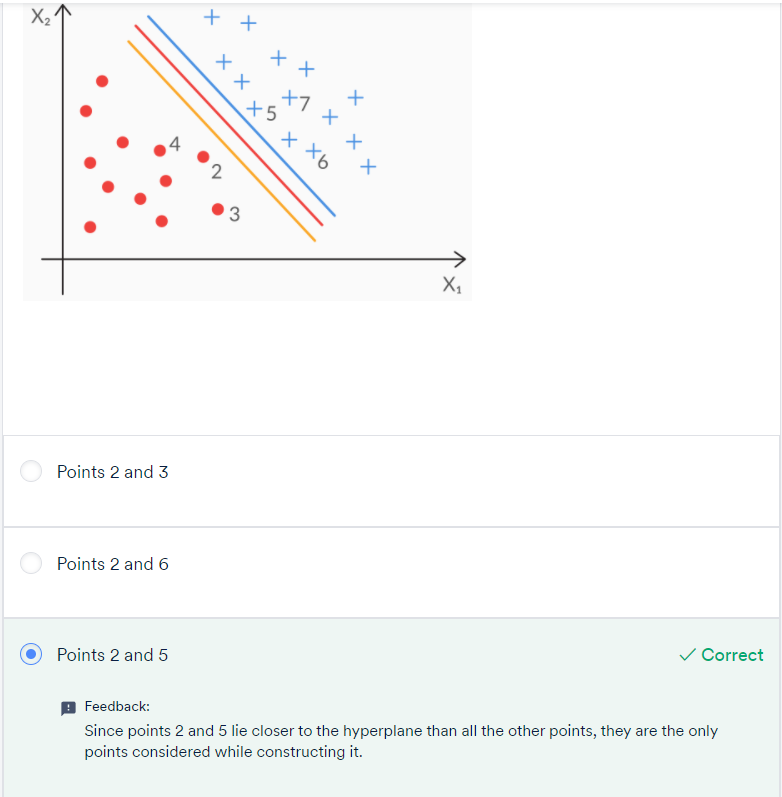 X₂
5
7
4
6
2
3
X₁
Points 2 and 3
Points 2 and 6
Points 2 and 5
Correct
Feedback:
Since points 2 and 5 lie closer to the hyperplane than all the other points, they are the only
points considered while constructing it.